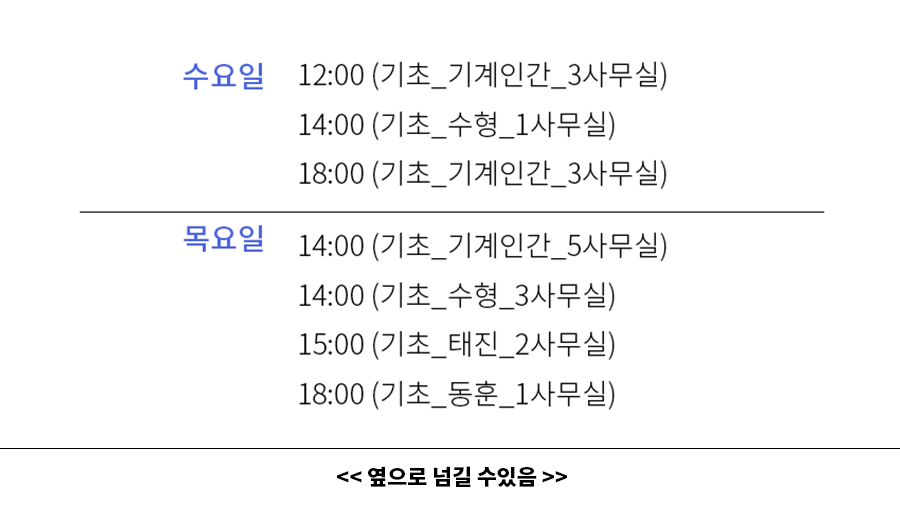 수요일 12:00 (기초_기계인간_3사무실)
14:00 (기초_수형_1사무실)
18:00 (기초_기계인간_3사무실)
목요일 14:00 (기초_기계인간_5사무실)
14:00 (기초_수형_3사무실)
15:00 (기초_태진_2사무실)
18:00 (기초_동훈_1사무실)
<< 옆으로 넘길 수있음 >>